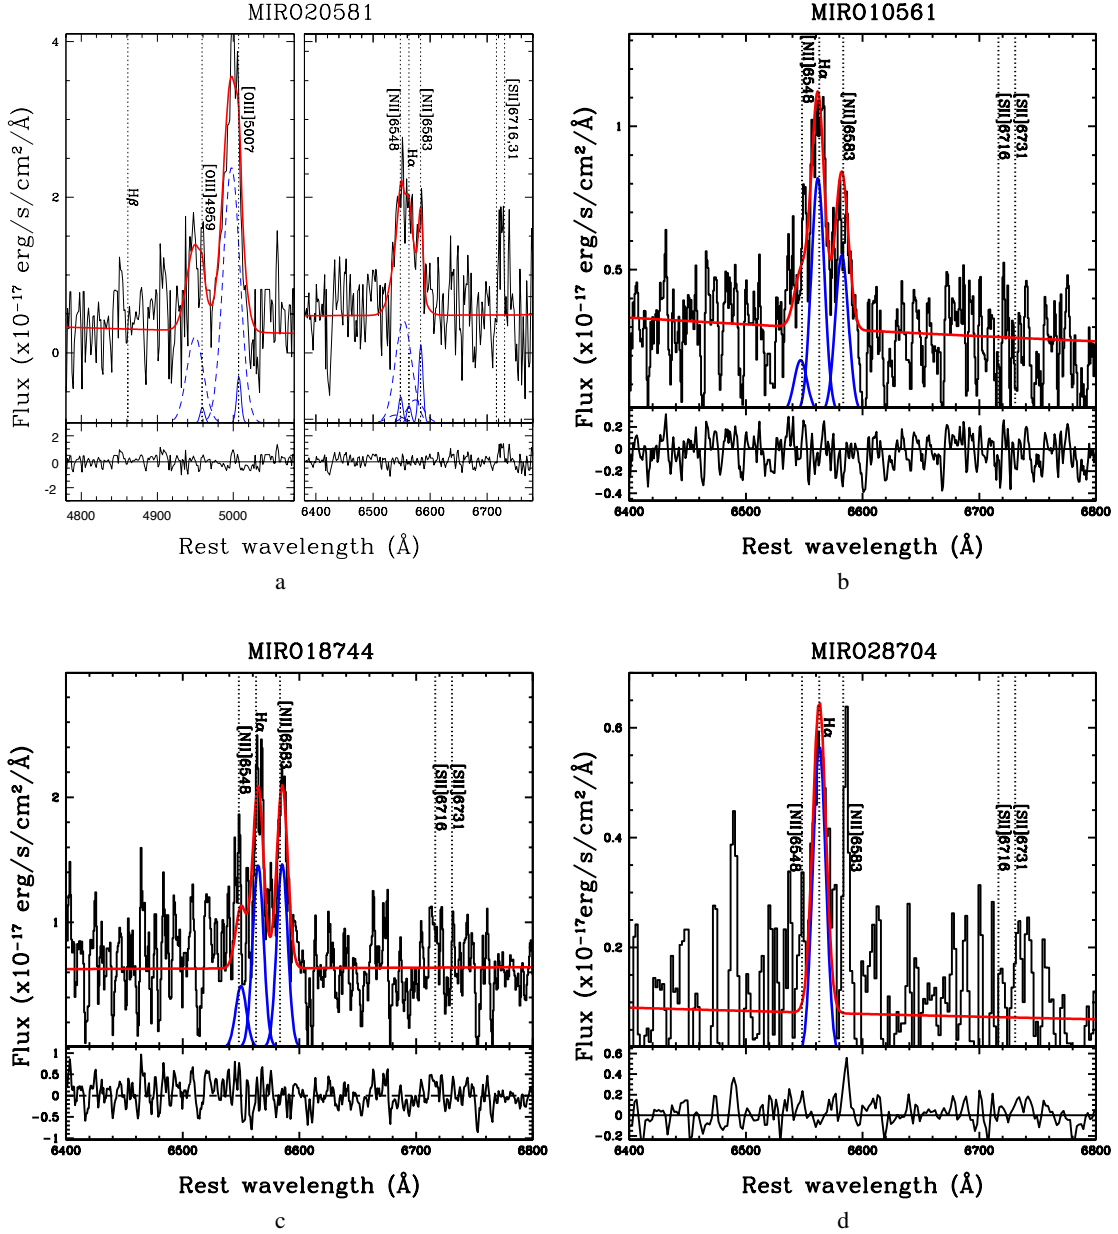 MIRO20581
Flux (x10⁻¹⁷ erg/s/cm²/Å)
4
2
0
Hβ
[OIII]4959
[OIII]5007
[NII]6548
Hα
[NII]6583
[SII]6716,31
2
0
-2
4800 4900 5000
6400 6500 6600 6700
Rest wavelength (Å)
a
MIRO10561
Flux (x10⁻¹⁷ erg/s/cm²/Å)
1
0.5
[NII]6548
Hα
[NII]6583
[SII]6716
[SII]6731
0.2
0
-0.2
-0.4
6400 6500 6600 6700 6800
Rest wavelength (Å)
b
MIRO18744
Flux (x10⁻¹⁷ erg/s/cm²/Å)
2
1
[NII]6548
Hα
[NII]6583
[SII]6716
[SII]6731
1
0.5
0
-0.5
-1
6400 6500 6600 6700 6800
Rest wavelength (Å)
c
MIRO28704
Flux (x10⁻¹⁷erg/s/cm²/Å)
0.6
0.4
0.2
[NII]6548
Hα
[NII]6583
[SII]6716
[SII]6731
0.6
0.4
0.2
0
-0.2
6400 6500 6600 6700 6800
Rest wavelength (Å)
d